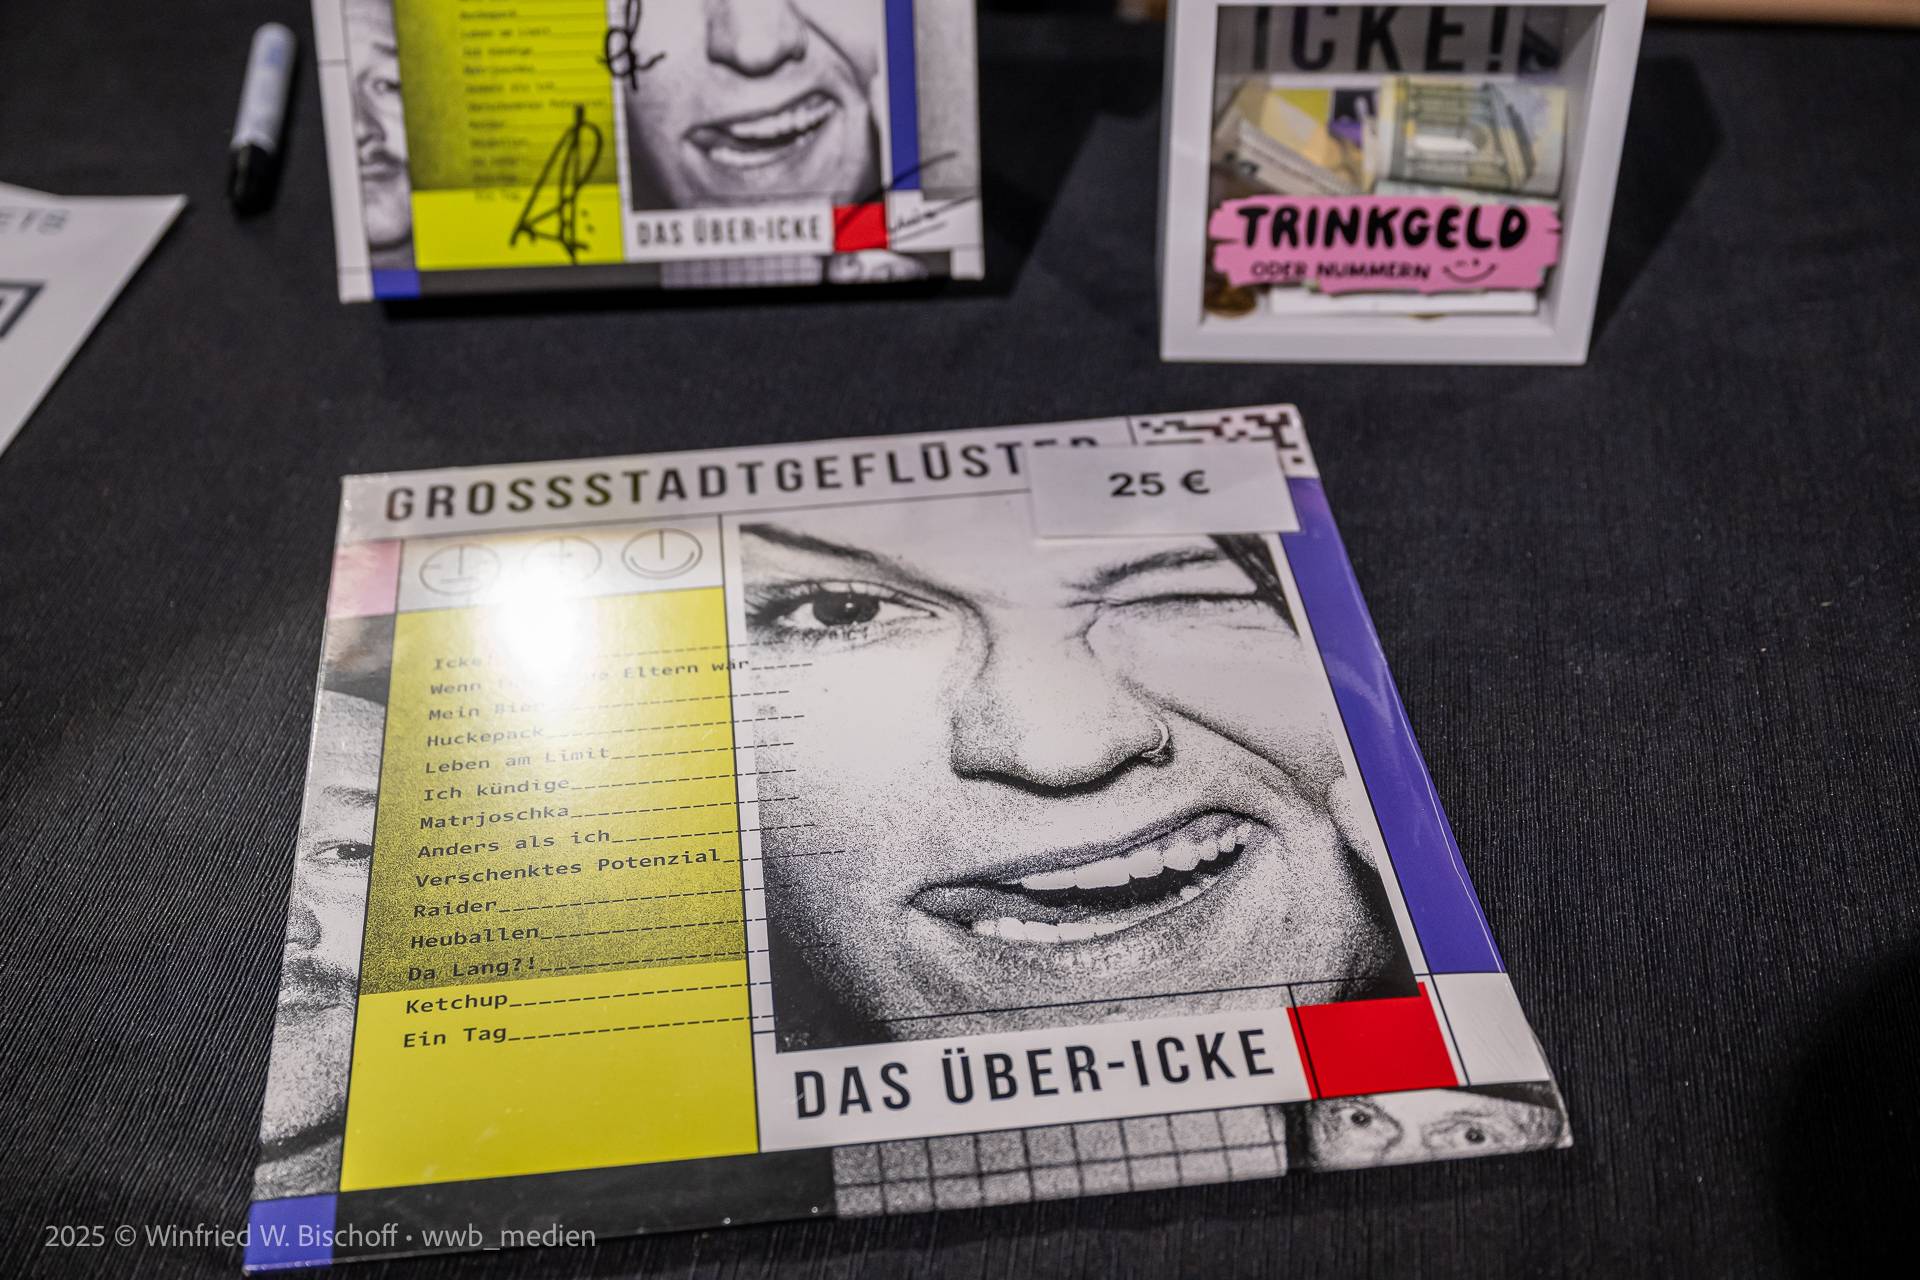 ICKE!
TRINKGELD
ODER NUMMERN
DAS ÜBER-ICKE
GROSSSTADTGEFLÜSTER
25 €
Icke
Wenn Eltern wär
Mein Bier
Huckepack
Leben am Limit
Ich kündige
Matrjoschka
Anders als ich
Verschenktes Potenzial
Raider
Heuballen
Da Lang?!
Ketchup
Ein Tag
DAS ÜBER-ICKE
2025 © Winfried W. Bischoff • wwb_medien